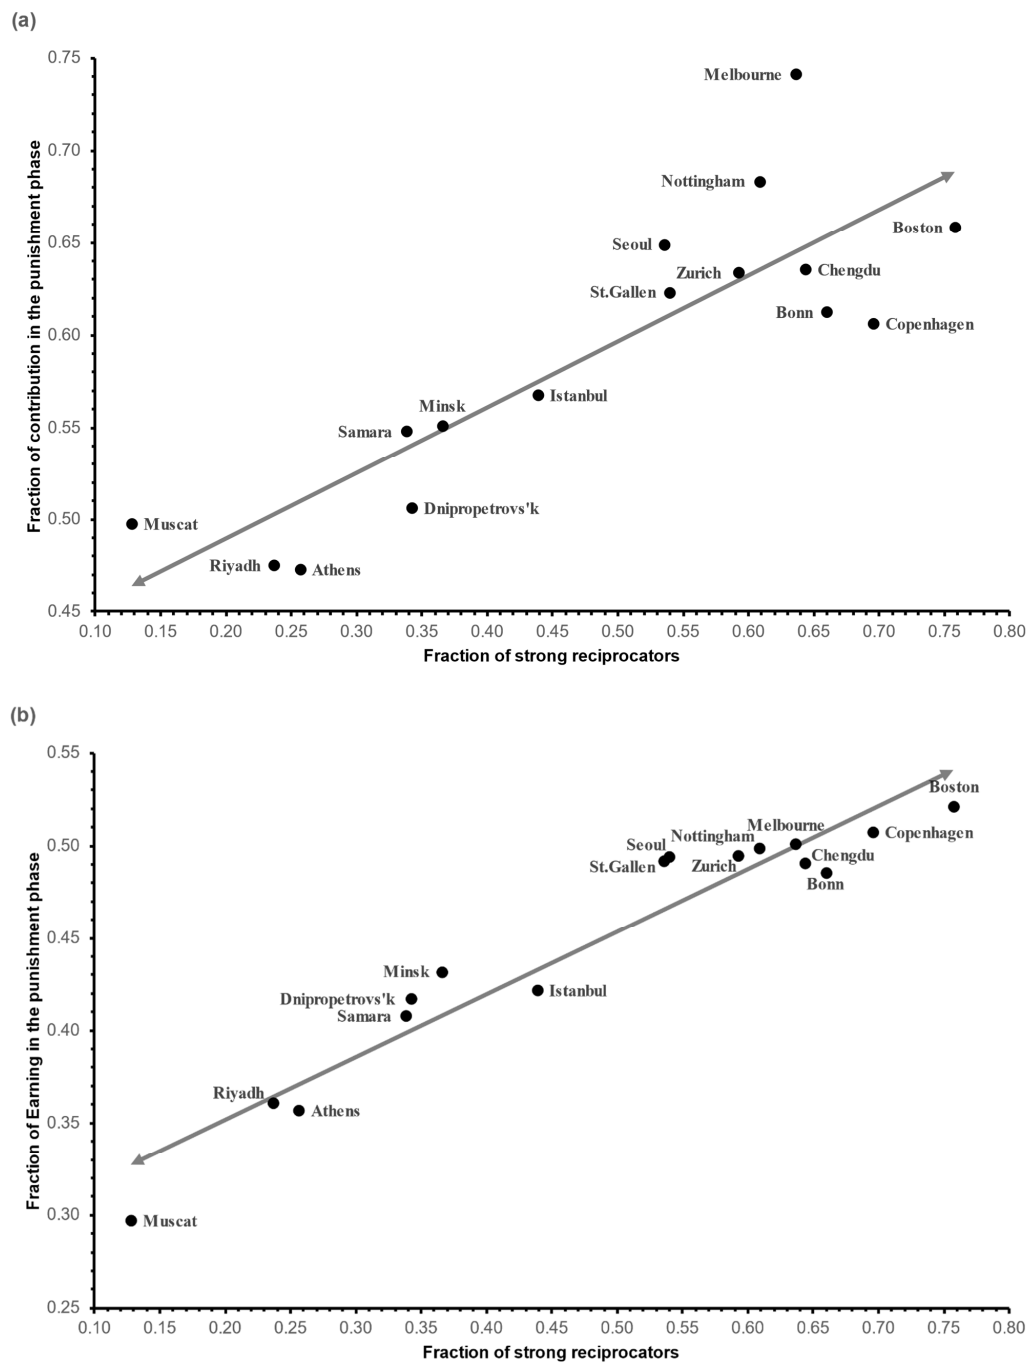 (a)
Fraction of contribution in the punishment phase
0.75
0.70
0.65
0.60
0.55
0.50
0.45
Melbourne
Nottingham
Boston
Seoul
Zurich
Chengdu
St.Gallen
Bonn
Copenhagen
Istanbul
Minsk
Samara
Dnipropetrovs'k
Muscat
Riyadh
Athens
0.10 0.15 0.20 0.25 0.30 0.35 0.40 0.45 0.50 0.55 0.60 0.65 0.70 0.75 0.80
Fraction of strong reciprocators
(b)
Fraction of Earning in the punishment phase
0.55
0.50
0.45
0.40
0.35
0.30
0.25
Boston
Melbourne
Copenhagen
Nottingham
Seoul
Chengdu
St.Gallen
Zurich
Bonn
Minsk
Istanbul
Dnipropetrovs'k
Samara
Riyadh
Athens
Muscat
0.10 0.15 0.20 0.25 0.30 0.35 0.40 0.45 0.50 0.55 0.60 0.65 0.70 0.75 0.80
Fraction of strong reciprocators